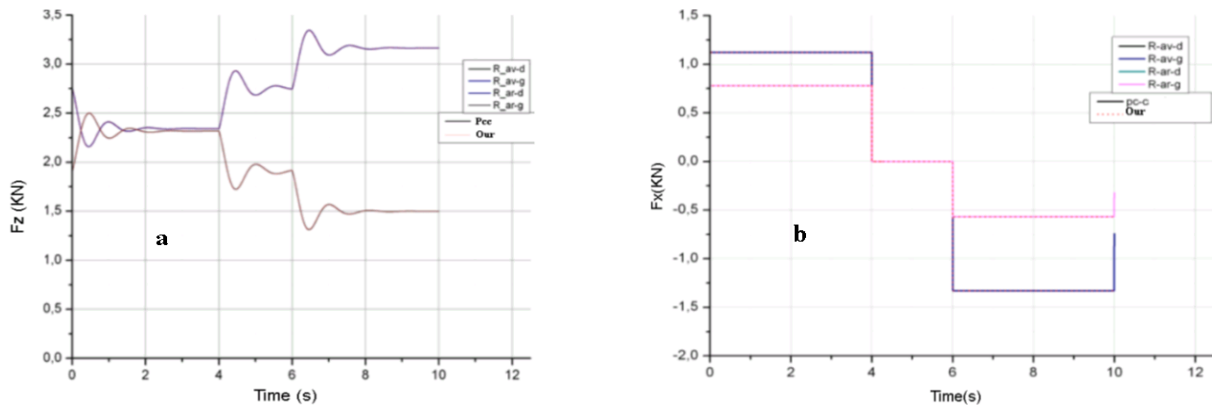 3,5
3,0
2,5
2,0
1,5
1,0
0,5
0,0
Fz (KN)
0 2 4 6 8 10 12
Time (s)
R_av-d
R_av-g
R_ar-d
R_ar-g
Pcc
Our
a
1,5
1,0
0,5
0,0
-0,5
-1,0
-1,5
-2,0
Fx(KN)
0 2 4 6 8 10 12
Time(s)
R-av-d
R-av-g
R-ar-d
R-ar-g
pc-c
Our
b